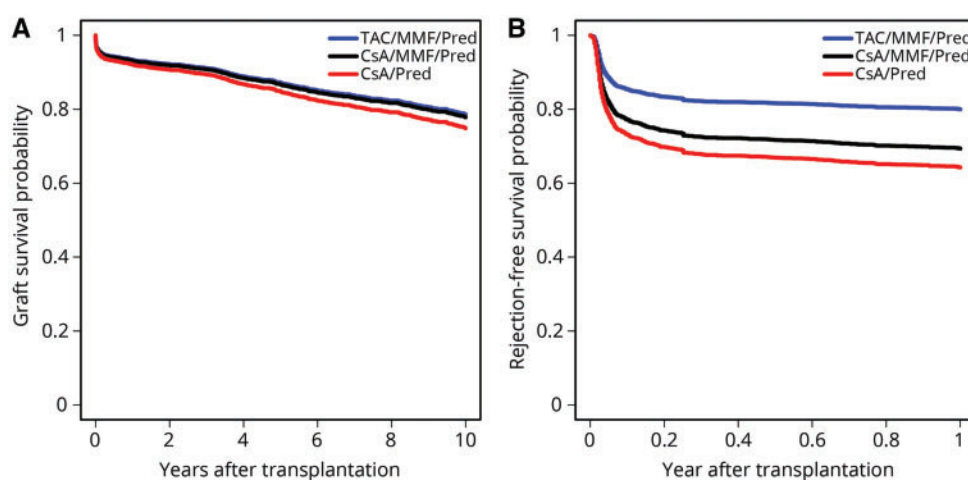 A
TAC/MMF/Pred
CsA/MMF/Pred
CsA/Pred
Graft survival probability
1
0.8
0.6
0.4
0.2
0
0 2 4 6 8 10
Years after transplantation
B
TAC/MMF/Pred
CsA/MMF/Pred
CsA/Pred
Rejection-free survival probability
1
0.8
0.6
0.4
0.2
0
0 0.2 0.4 0.6 0.8 1
Year after transplantation